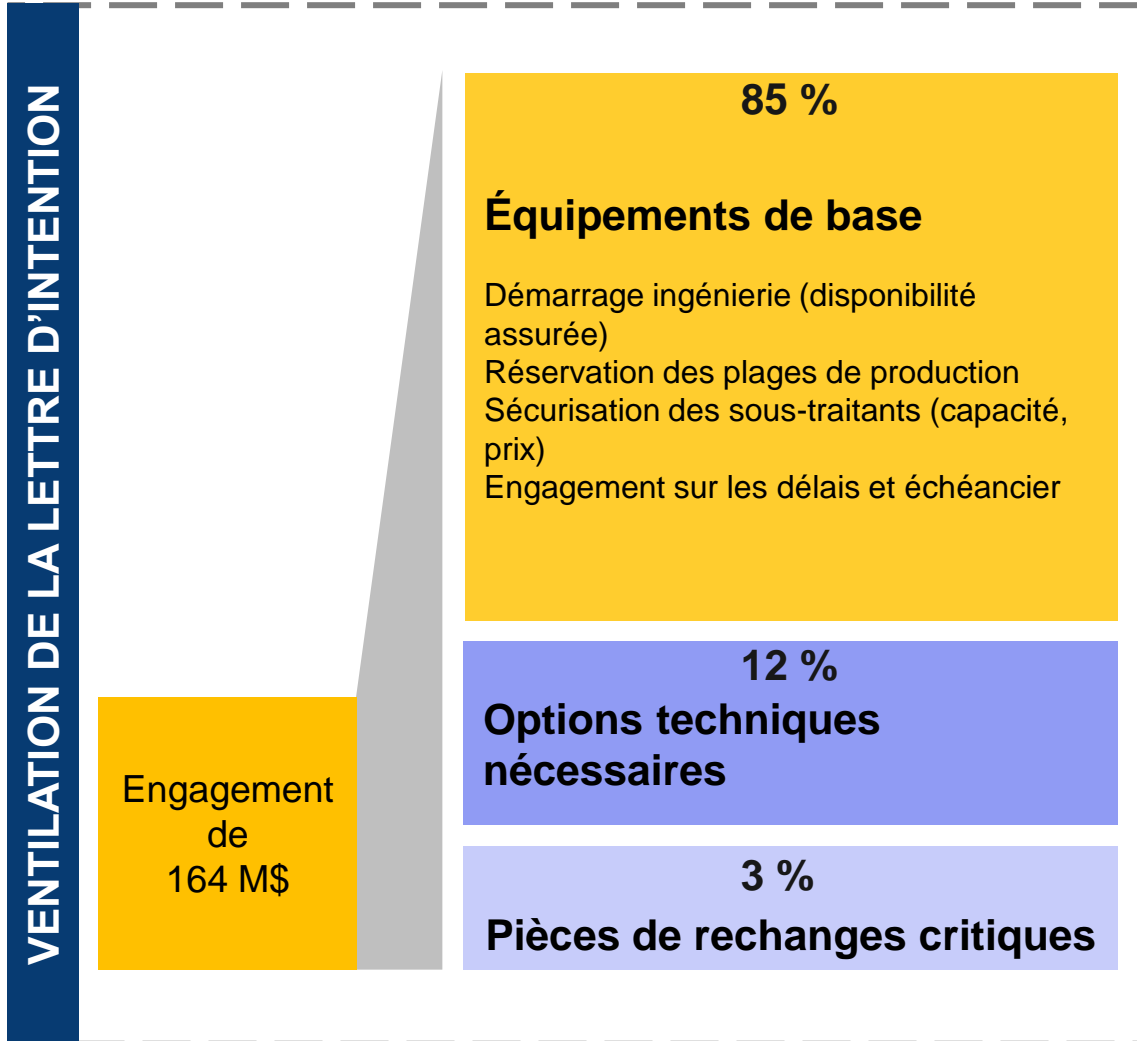 VENTILATION DE LA LETTRE D’INTENTION
Engagement
de
164 M$
85 %
Équipements de base
Démarrage ingénierie (disponibilité
assurée)
Réservation des plages de production
Sécurisation des sous-traitants (capacité,
prix)
Engagement sur les délais et échéancier
12 %
Options techniques
nécessaires
3 %
Pièces de rechanges critiques